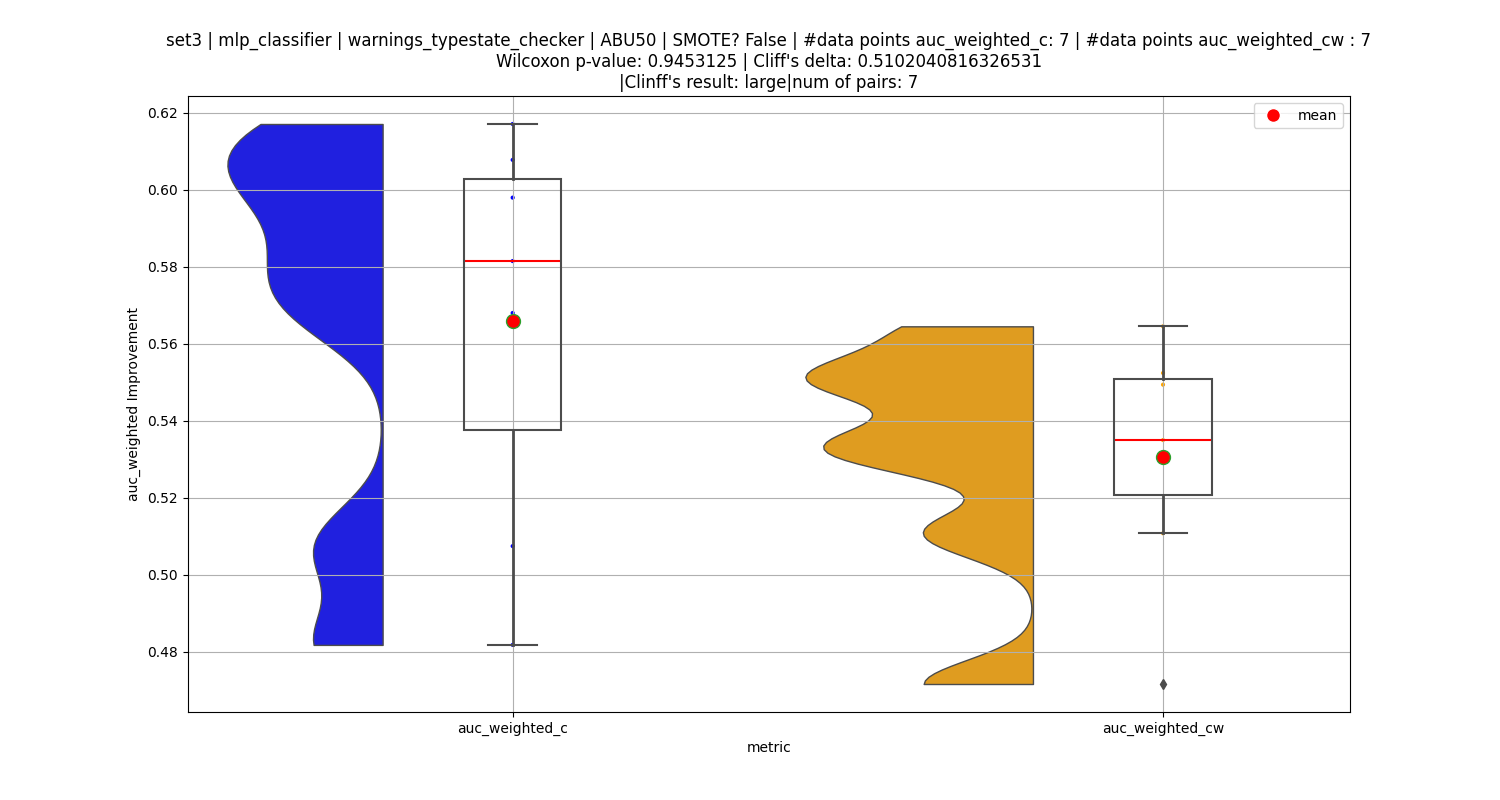 set3 | mlp_classifier | warnings_typestate_checker | ABU50 | SMOTE? False | #data points auc_weighted_c: 7 | #data points auc_weighted_cw : 7
Wilcoxon p-value: 0.9453125 | Cliff's delta: 0.5102040816326531
|Clinff's result: large|num of pairs: 7
mean
0.62
0.60
0.58
0.56
0.54
0.52
0.50
0.48
auc_weighted Improvement
auc_weighted_c
auc_weighted_cw
metric